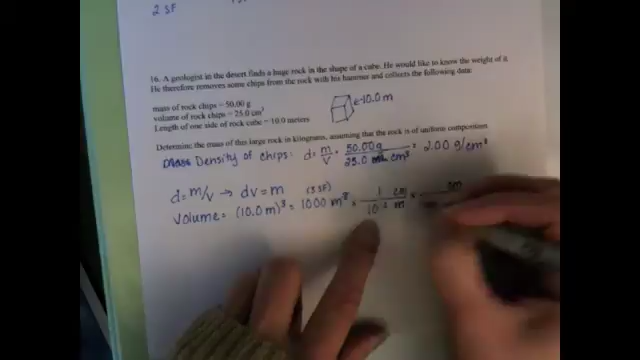 2 SF
16. A geologist in the desert finds a huge rock in the shape of a cube. He would like to know the weight of it.
He therefore removes some chips from the rock with his hammer and collects the following data:
mass of rock chips = 50.00 g
volume of rock chips = 25.0 cm³
Length of one side of rock cube = 10.0 meters
←10.0 m
Determine the mass of this large rock in kilograms, assuming that the rock is of uniform composition.
Density of chips: d = m/V = 50.00 g / 25.0 cm³ = 2.00 g/cm³
d = m/V → dV = m
Volume = (10.0 m)³ = 1000 m³ (3 SF) × 1 cm / 10⁻² m × cm